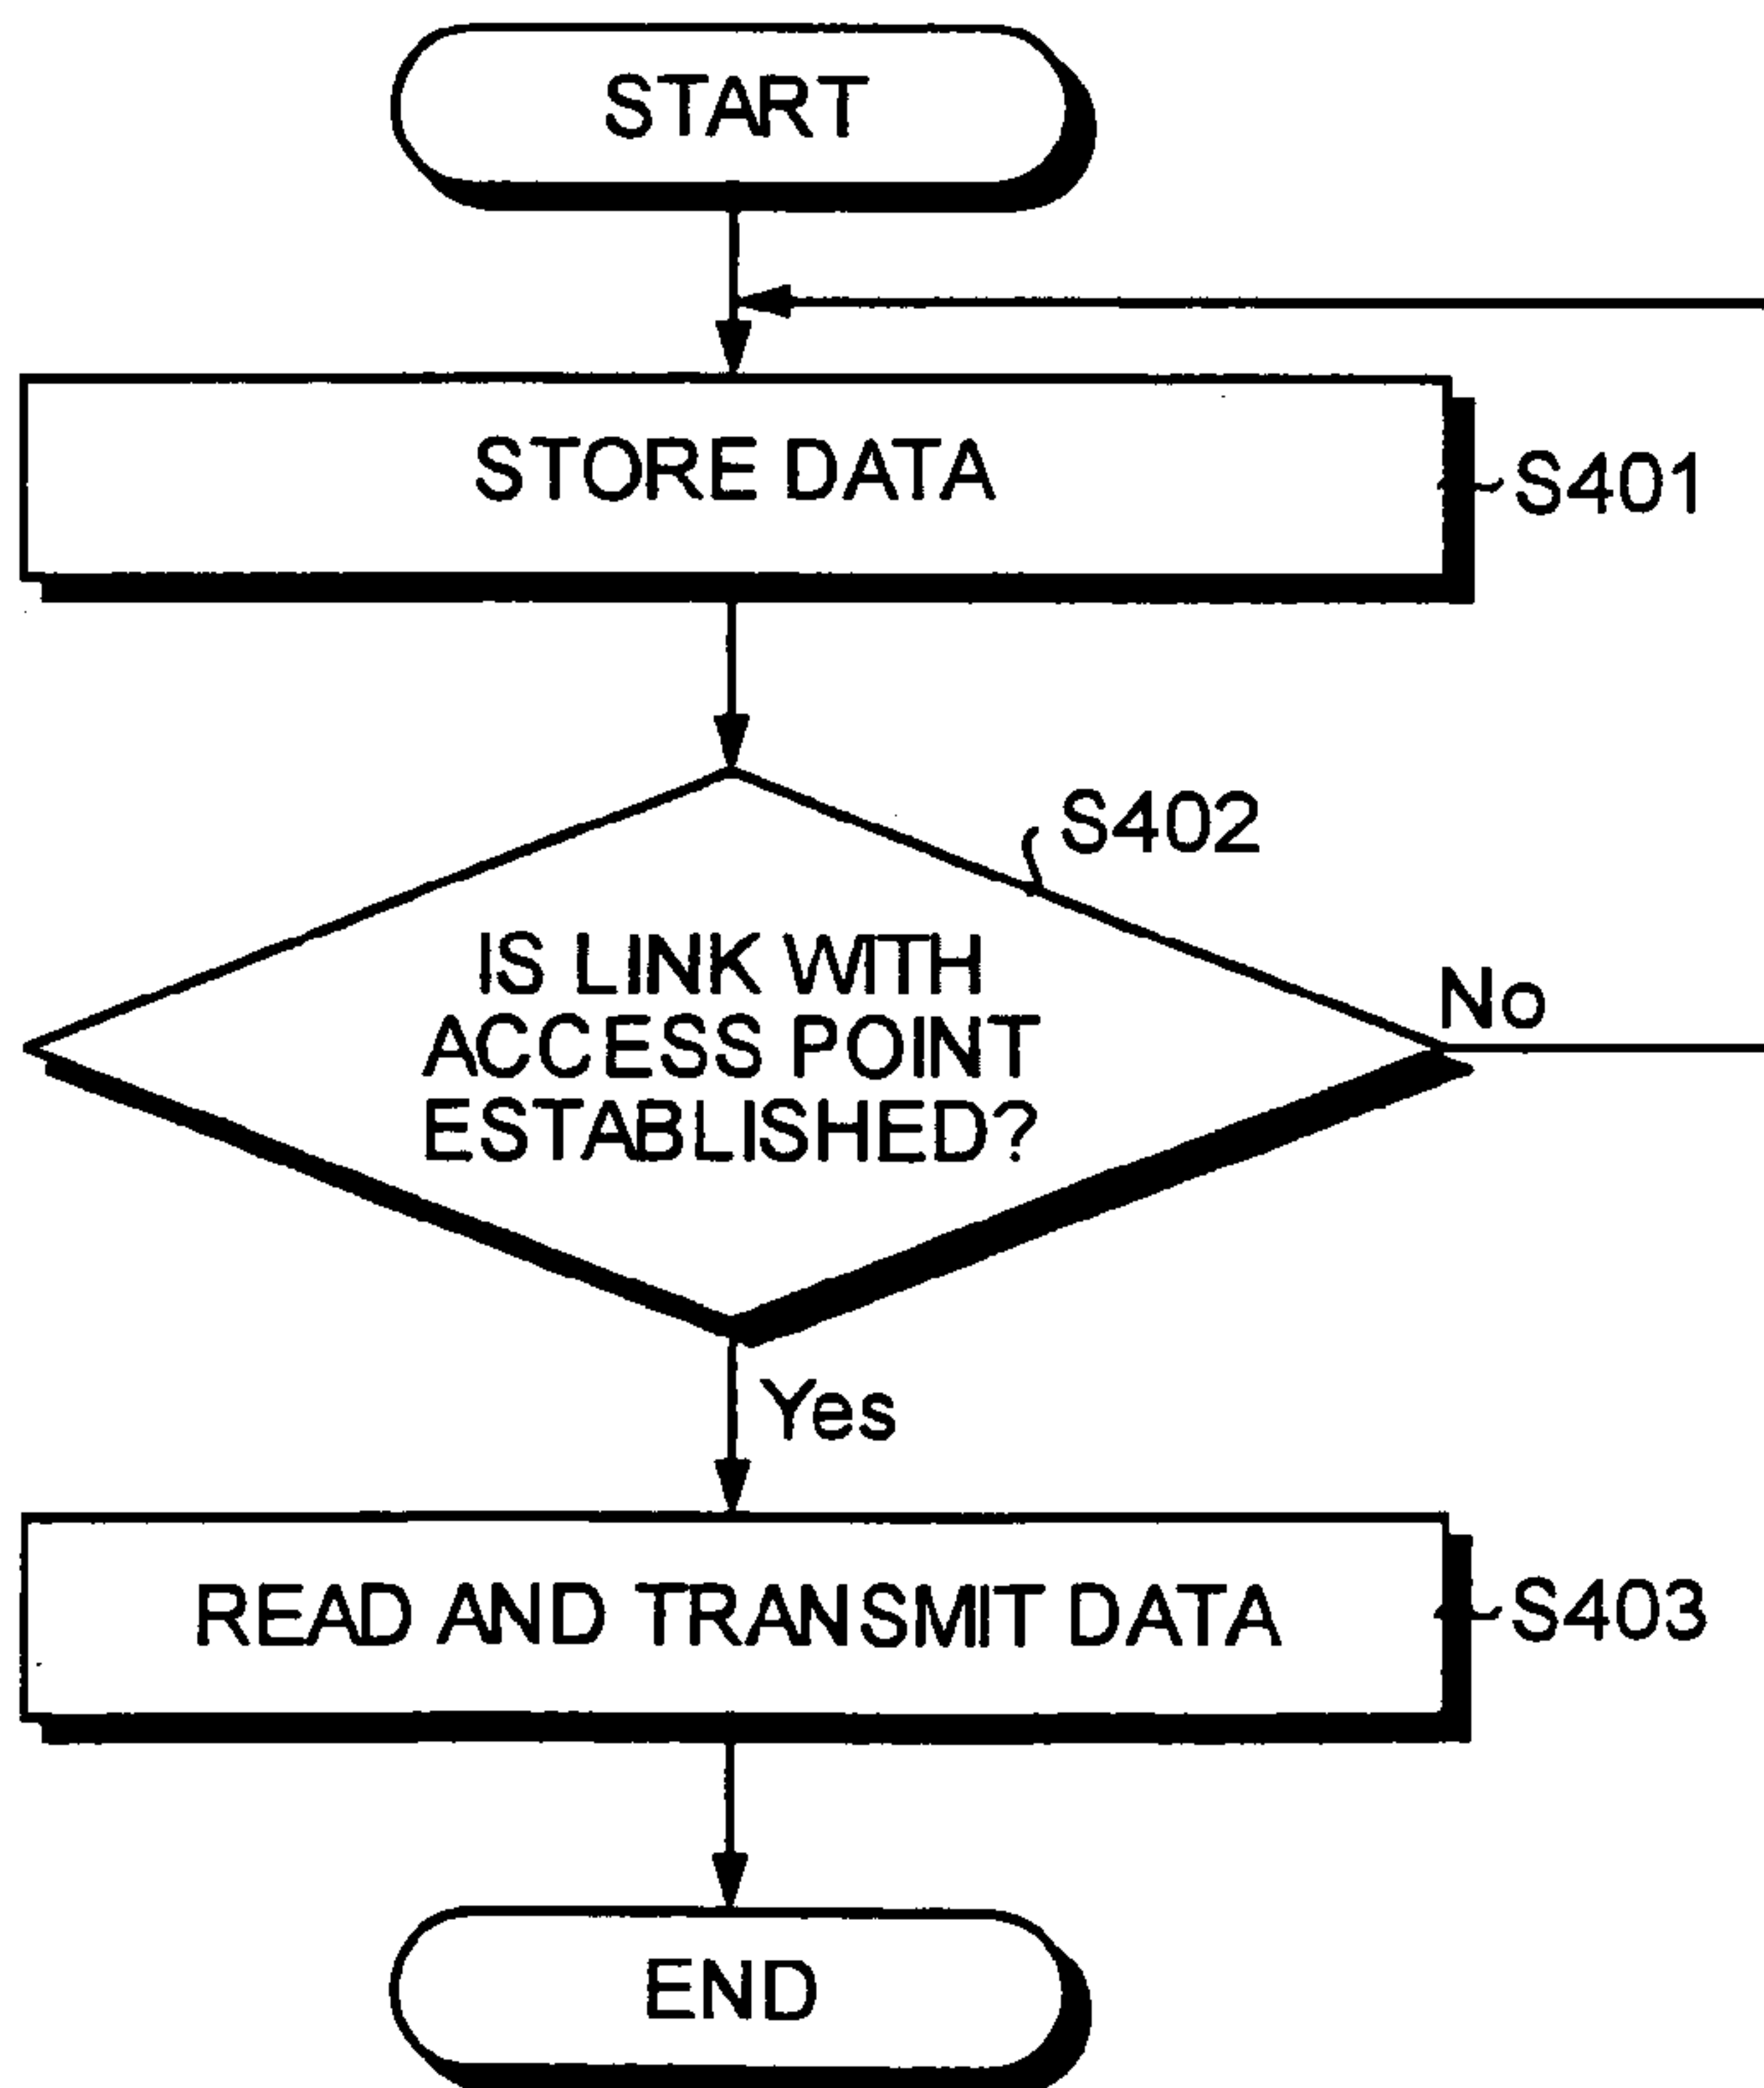 START
STORE DATA
S401
S402
IS LINK WITH
ACCESS POINT
ESTABLISHED?
No
Yes
READ AND TRANSMIT DATA
S403
END